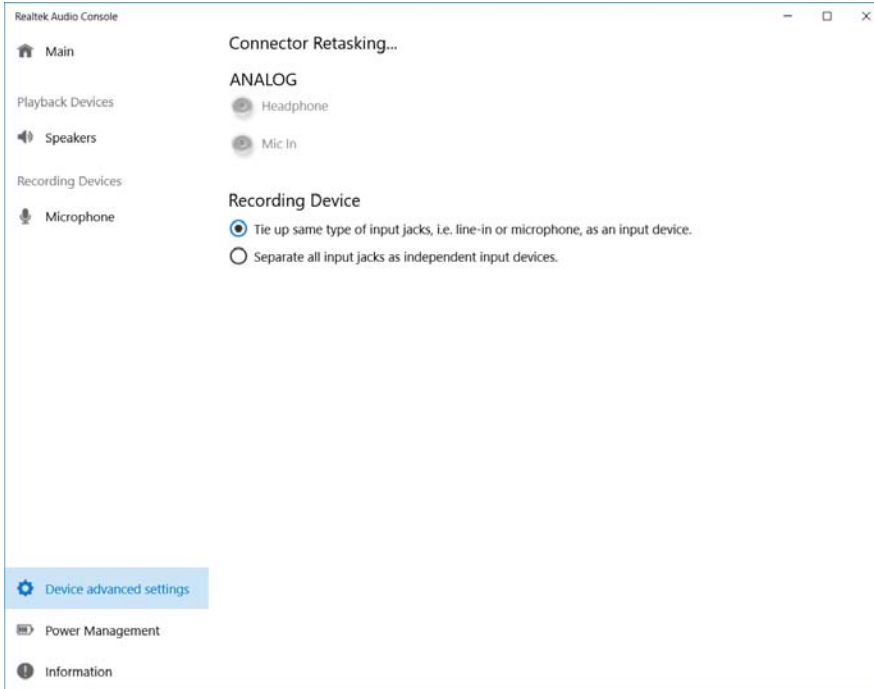 Realtek Audio Console
Main
Playback Devices
Speakers
Recording Devices
Microphone
Device advanced settings
Power Management
Information
Connector Retasking...
ANALOG
Headphone
Mic In
Recording Device
Tie up same type of input jacks, i.e. line-in or microphone, as an input device.
Separate all input jacks as independent input devices.